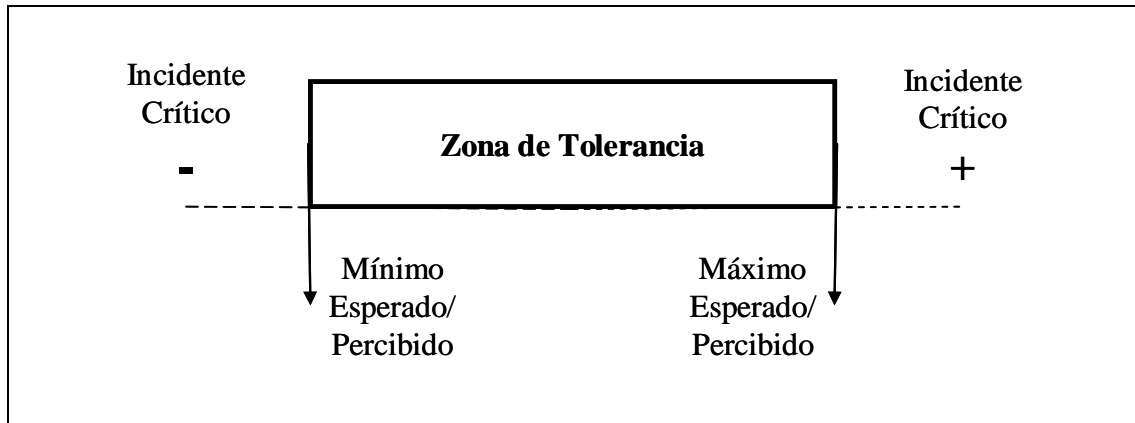 Incidente
Crítico
-
Zona de Tolerancia
Incidente
Crítico
+
Mínimo
Esperado/
Percibido
Máximo
Esperado/
Percibido